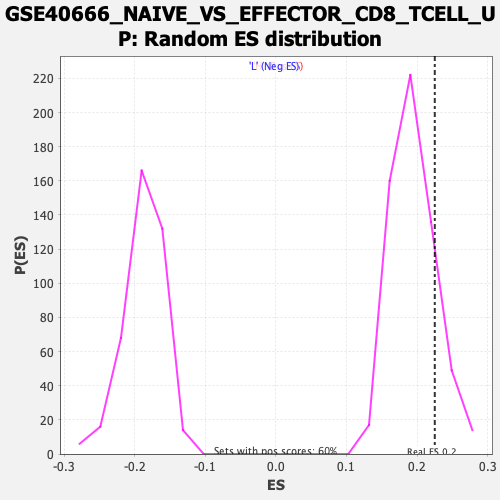 GSE40666_NAIVE_VS_EFFECTOR_CD8_TCELL_U
P: Random ES distribution
'L' (Neg ES)
220
200
180
160
140
120
100
80
60
40
20
0
P(ES)
Sets with pos scores: 60%
Real ES 0.2
-0.3 -0.2 -0.1 0.0 0.1 0.2 0.3
ES